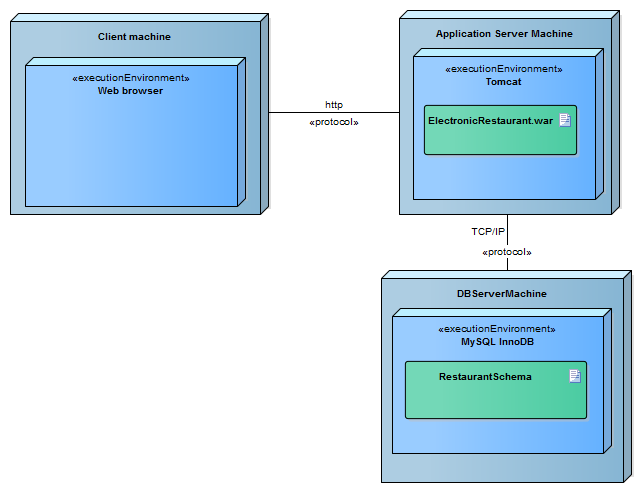 Client machine
«executionEnvironment»
Web browser
http
«protocol»
Application Server Machine
«executionEnvironment»
Tomcat
ElectronicRestaurant.war
TCP/IP
«protocol»
DBServerMachine
«executionEnvironment»
MySQL InnoDB
RestaurantSchema